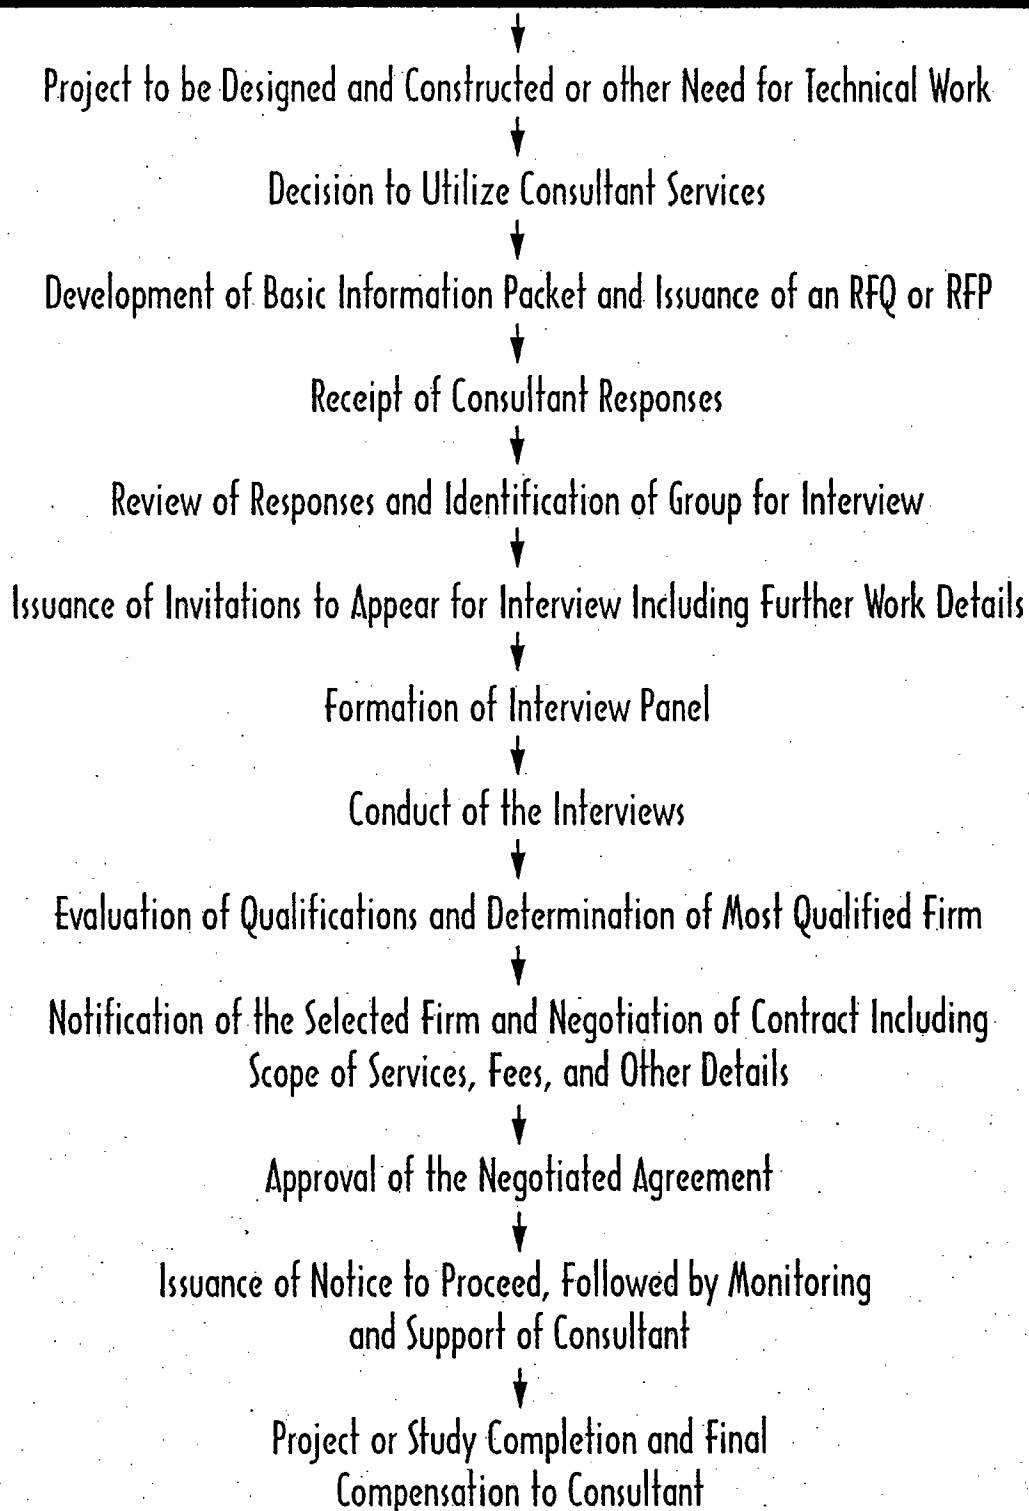 Project to be Designed and Constructed or other Need for Technical Work
Decision to Utilize Consultant Services
Development of Basic Information Packet and Issuance of an RFQ or RFP
Receipt of Consultant Responses
Review of Responses and Identification of Group for Interview
Issuance of Invitations to Appear for Interview Including Further Work Details
Formation of Interview Panel
Conduct of the Interviews
Evaluation of Qualifications and Determination of Most Qualified Firm
Notification of the Selected Firm and Negotiation of Contract Including
Scope of Services, Fees, and Other Details
Approval of the Negotiated Agreement
Issuance of Notice to Proceed, Followed by Monitoring
and Support of Consultant
Project or Study Completion and Final
Compensation to Consultant